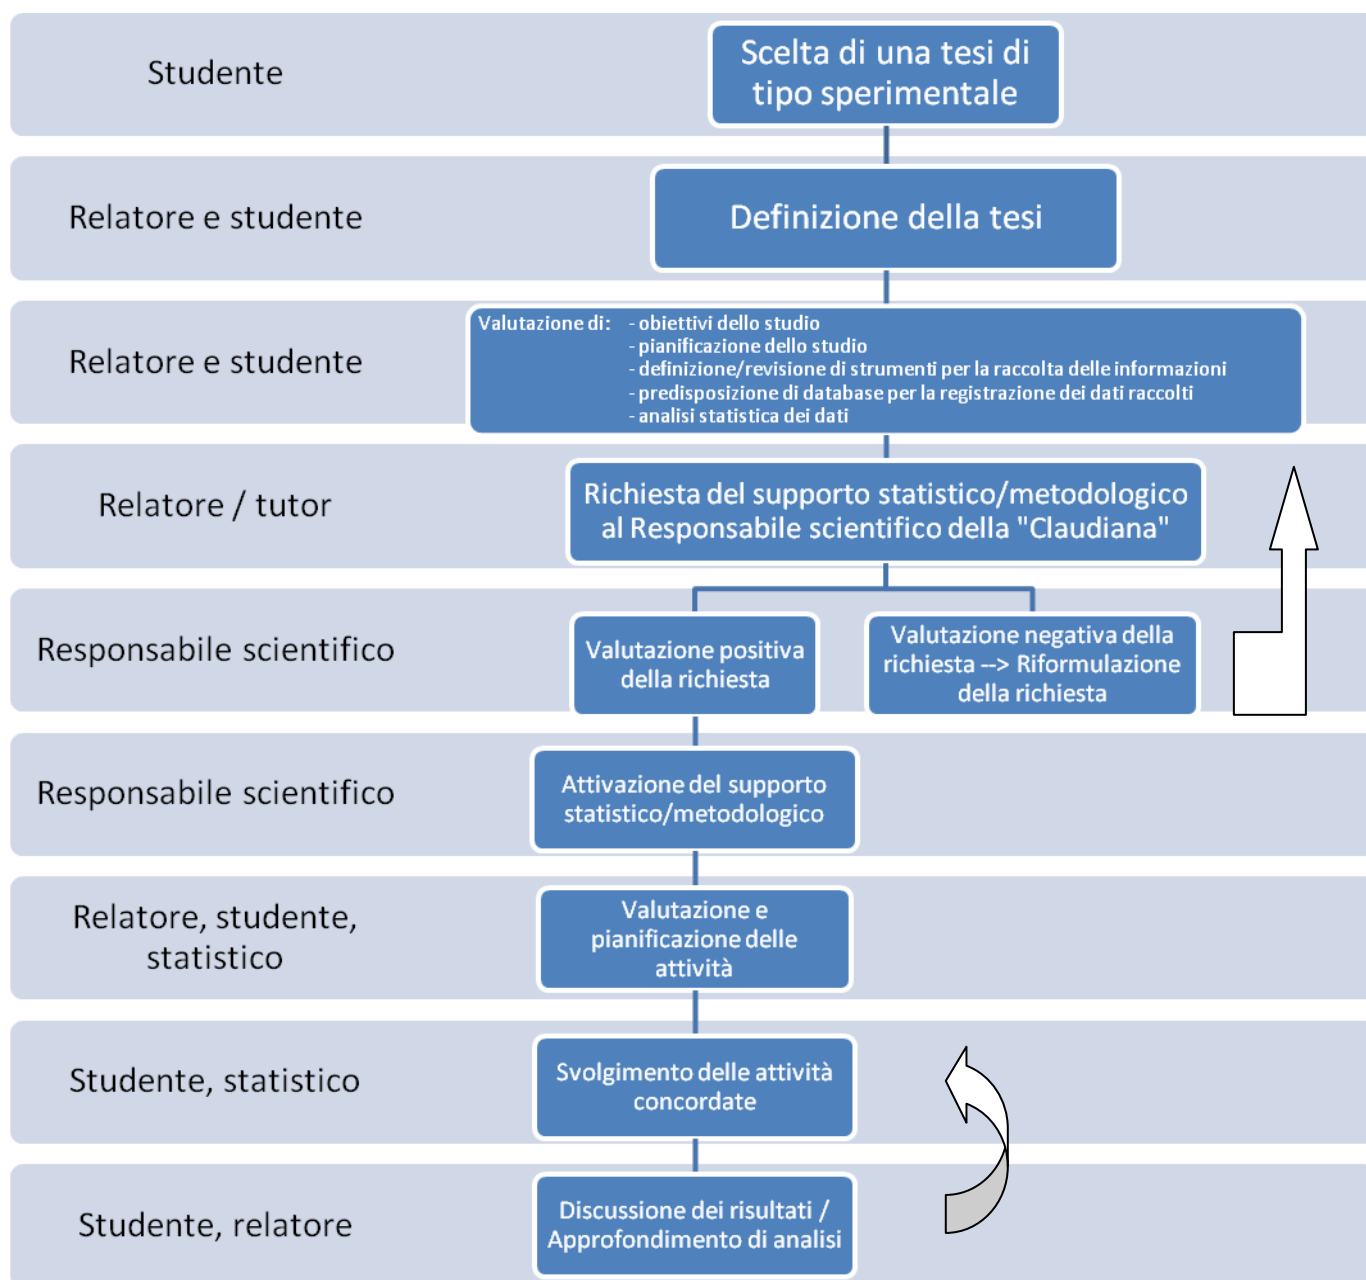 Studente
Scelta di una tesi di
tipo sperimentale
Relatore e studente
Definizione della tesi
Relatore e studente
Valutazione di: - obiettivi dello studio
- pianificazione dello studio
- definizione/revisione di strumenti per la raccolta delle informazioni
- predisposizione di database per la registrazione dei dati raccolti
- analisi statistica dei dati
Relatore / tutor
Richiesta del supporto statistico/metodologico
al Responsabile scientifico della "Claudiana"
Responsabile scientifico
Valutazione positiva
della richiesta
Valutazione negativa della
richiesta --> Riformulazione
della richiesta
Responsabile scientifico
Attivazione del supporto
statistico/metodologico
Relatore, studente,
statistico
Valutazione e
pianificazione delle
attività
Studente, statistico
Svolgimento delle attività
concordate
Studente, relatore
Discussione dei risultati /
Approfondimento di analisi